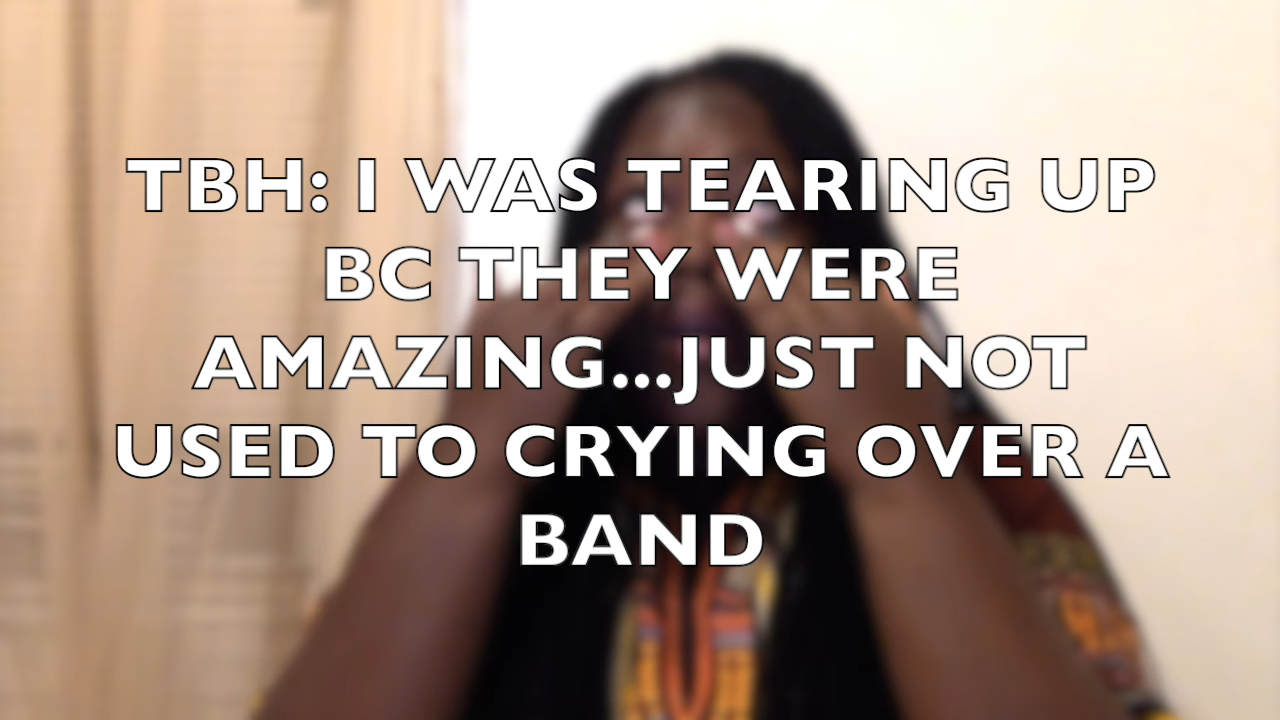 TBH: I WAS TEARING UP
BC THEY WERE
AMAZING...JUST NOT
USED TO CRYING OVER A
BAND